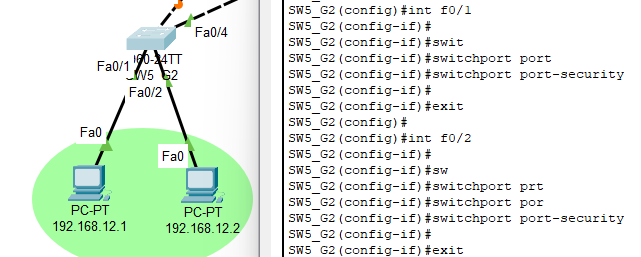 Fa0/4
Fa0/1
60-24TT
SW5_G2
Fa0/2
Fa0
Fa0
PC-PT
192.168.12.1
PC-PT
192.168.12.2
SW5_G2(config)#int f0/1
SW5_G2(config-if)#
SW5_G2(config-if)#swit
SW5_G2(config-if)#switchport port
SW5_G2(config-if)#switchport port-security
SW5_G2(config-if)#
SW5_G2(config-if)#exit
SW5_G2(config)#
SW5_G2(config)#int f0/2
SW5_G2(config-if)#
SW5_G2(config-if)#sw
SW5_G2(config-if)#switchport prt
SW5_G2(config-if)#switchport por
SW5_G2(config-if)#switchport port-security
SW5_G2(config-if)#
SW5_G2(config-if)#exit